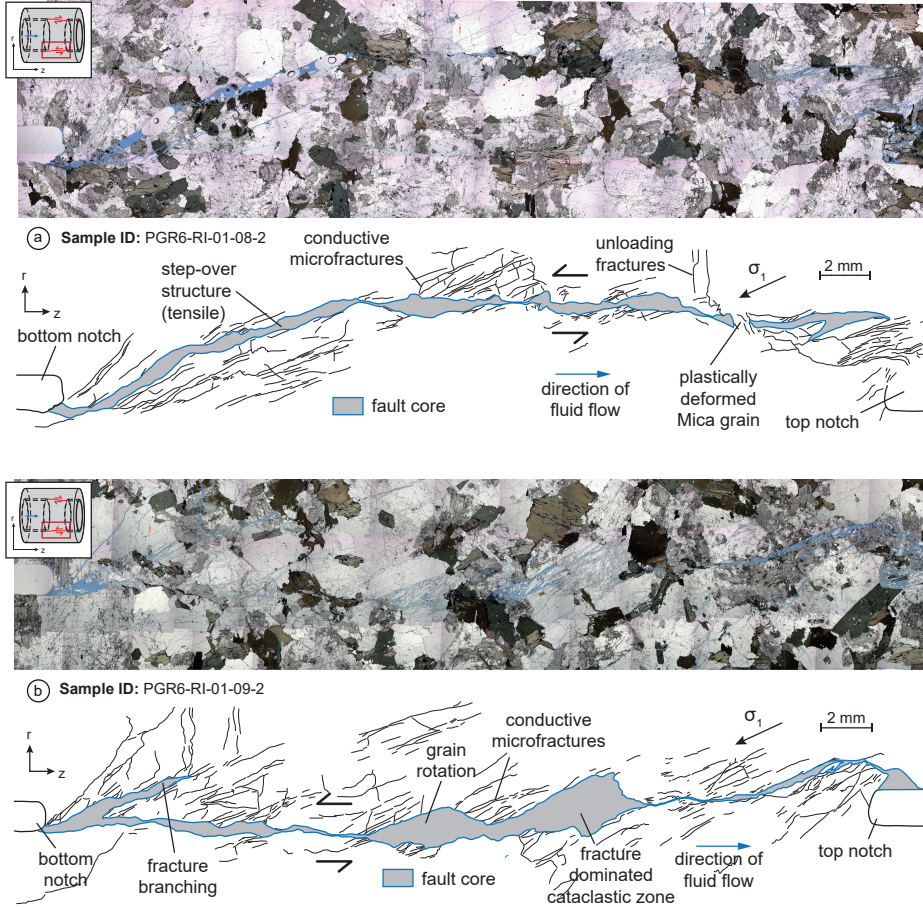 r
z
a Sample ID: PGR6-RI-01-08-2
conductive
microfractures
unloading
fractures
step-over
structure
(tensile)
σ1
2 mm
r
z
bottom notch
direction of
fluid flow
plastically
deformed
Mica grain
fault core
top notch
r
z
b Sample ID: PGR6-RI-01-09-2
conductive
microfractures
σ1
2 mm
r
z
grain
rotation
bottom
notch
fracture
branching
fracture
dominated
cataclastic zone
direction of
fluid flow
top notch
fault core